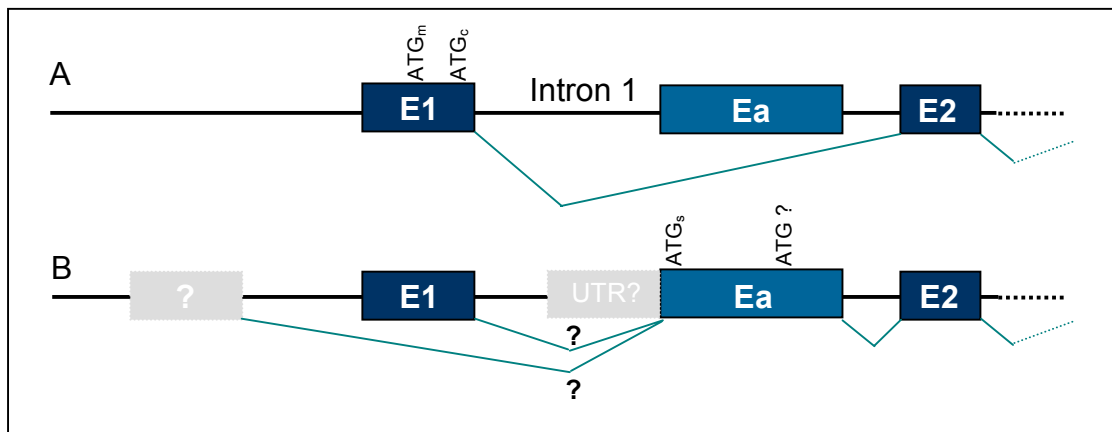 ATGm ATGc
A
Intron 1
E1 Ea E2
ATGs ATG ?
B
? E1 UTR? Ea E2
?
?